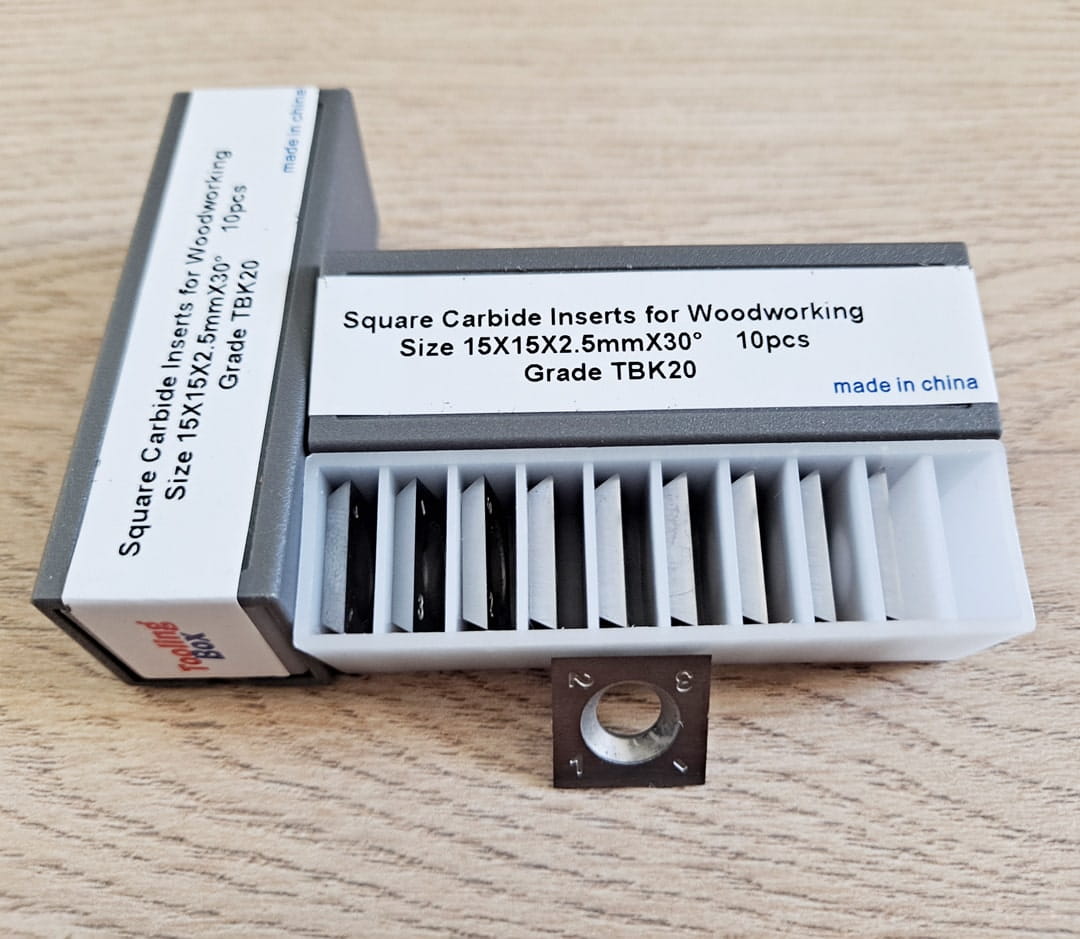 Square Carbide Inserts for Woodworking
Size 15X15X2.5mmX30° 10pcs
Grade TBK20
made in china
Tooling
Box
Square Carbide Inserts for Woodworking
Size 15X15X2.5mmX30° 10pcs
Grade TBK20
made in china
2 3
1